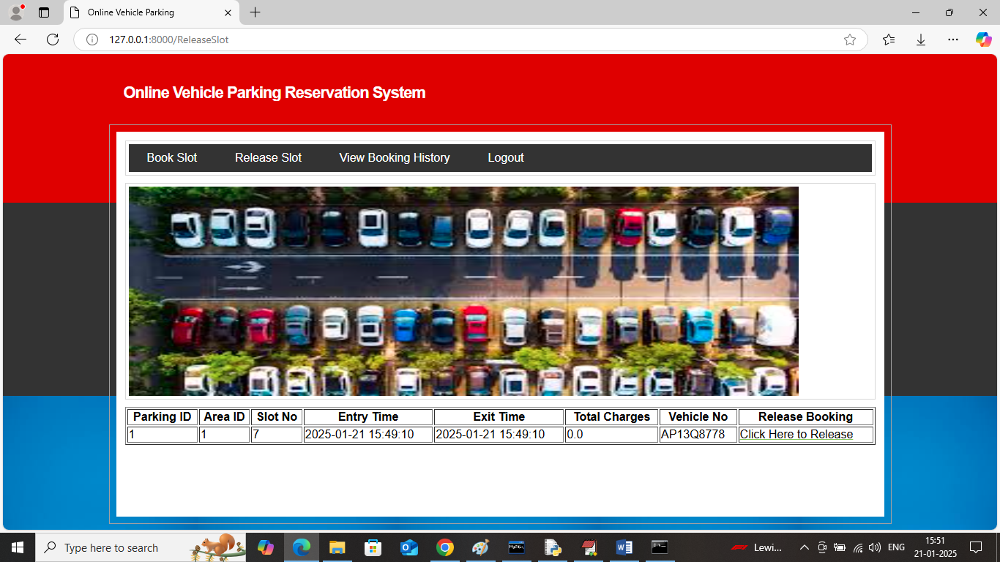 Online Vehicle Parking
127.0.0.1:8000/ReleaseSlot
Online Vehicle Parking Reservation System
Book Slot Release Slot View Booking History Logout
Parking ID Area ID Slot No Entry Time Exit Time Total Charges Vehicle No Release Booking
1 1 7 2025-01-21 15:49:10 2025-01-21 15:49:10 0.0 AP13Q8778 Click Here to Release
Type here to search
Lewi...
ENG
15:51
21-01-2025